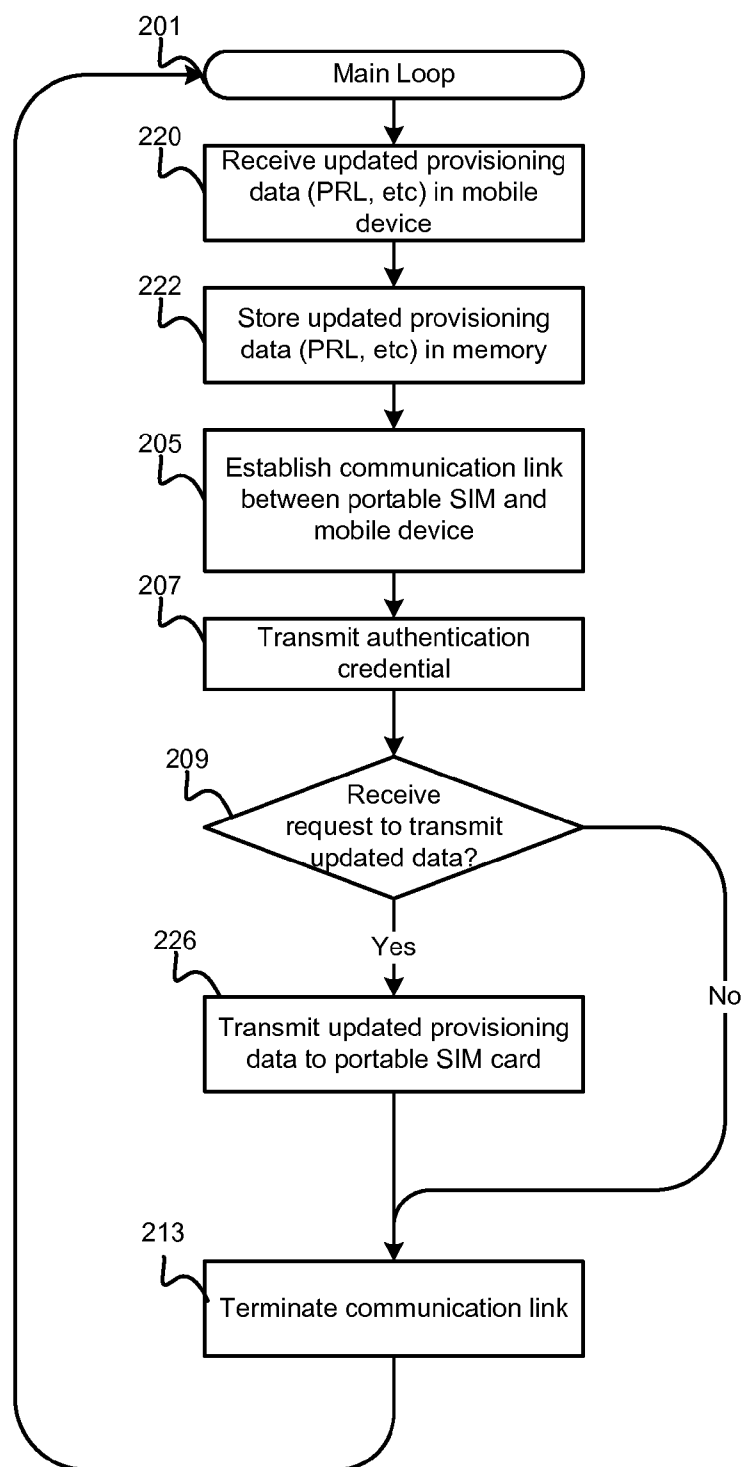 201
Main Loop
220
Receive updated provisioning
data (PRL, etc) in mobile
device
222
Store updated provisioning
data (PRL, etc) in memory
205
Establish communication link
between portable SIM and
mobile device
207
Transmit authentication
credential
209
Receive
request to transmit
updated data?
Yes
No
226
Transmit updated provisioning
data to portable SIM card
213
Terminate communication link